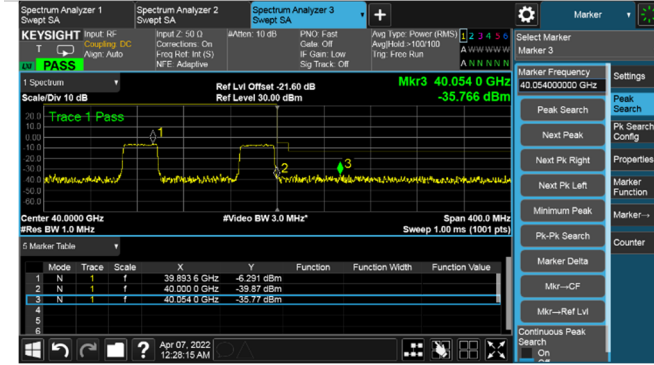 Spectrum Analyzer 1
Swept SA
Spectrum Analyzer 2
Swept SA
Spectrum Analyzer 3
Swept SA
Marker
KEYSIGHT
Input: RF
Coupling: DC
Align: Auto
Input Z: 50 Ω
Corrections: On
Freq Ref: Int (S)
NFE: Adaptive
#Atten: 10 dB
PNO: Fast
Gate: Off
IF Gain: Low
Sig Track: Off
Avg Type: Power (RMS)
Avg|Hold >100/100
Trig: Free Run
1 2 3 4 5 6
A W W W W W
A N N N N N
PASS
Select Marker
Marker 3
1 Spectrum
Scale/Div 10 dB
Ref Lvl Offset -21.60 dB
Ref Level 30.00 dBm
Mkr3 40.054 0 GHz
-35.766 dBm
Marker Frequency
40.054000000 GHz
Settings
Peak Search
Pk Search Config
Properties
Marker Function
Marker→
Counter
Peak Search
Next Peak
Next Pk Right
Next Pk Left
Minimum Peak
Pk-Pk Search
Marker Delta
Mkr→CF
Mkr→Ref Lvl
Continuous Peak Search
On
Off
Trace 1 Pass
20.0
10.0
0.00
-10.0
-20.0
-30.0
-40.0
-50.0
-60.0
1
2
3
Center 40.0000 GHz
#Res BW 1.0 MHz
#Video BW 3.0 MHz*
Span 400.0 MHz
Sweep 1.00 ms (1001 pts)
5 Marker Table
Mode Trace Scale X Y Function Function Width Function Value
1 N 1 f 39.893 6 GHz -6.291 dBm
2 N 1 f 40.000 0 GHz -39.87 dBm
3 N 1 f 40.054 0 GHz -35.77 dBm
4
5
6
Apr 07, 2022
12:28:15 AM